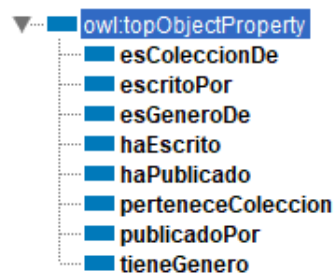 owl:topObjectProperty
esColeccionDe
escritoPor
esGeneroDe
haEscrito
haPublicado
perteneceColeccion
publicadoPor
tieneGenero